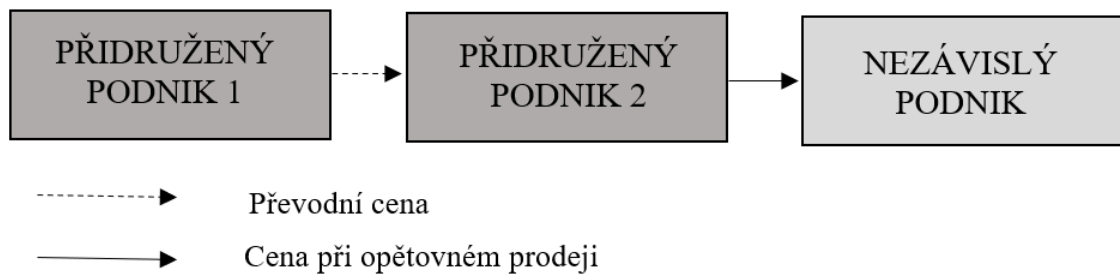 PŘIDRUŽENÝ
PODNIK 1
PŘIDRUŽENÝ
PODNIK 2
NEZÁVISLÝ
PODNIK
Převodní cena
Cena při opětovném prodeji